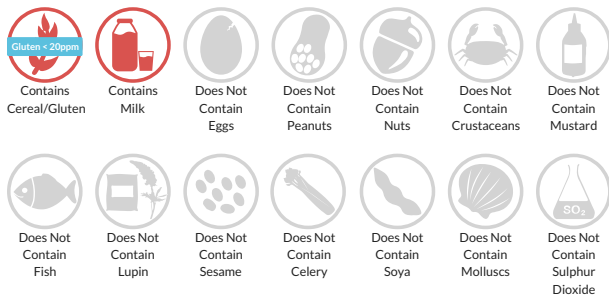 Gluten < 20ppm
Contains
Cereal/Gluten
Contains
Milk
Does Not
Contain
Eggs
Does Not
Contain
Peanuts
Does Not
Contain
Nuts
Does Not
Contain
Crustaceans
Does Not
Contain
Mustard
Does Not
Contain
Fish
Does Not
Contain
Lupin
Does Not
Contain
Sesame
Does Not
Contain
Celery
Does Not
Contain
Soya
Does Not
Contain
Molluscs
SO₂
Does Not
Contain
Sulphur
Dioxide